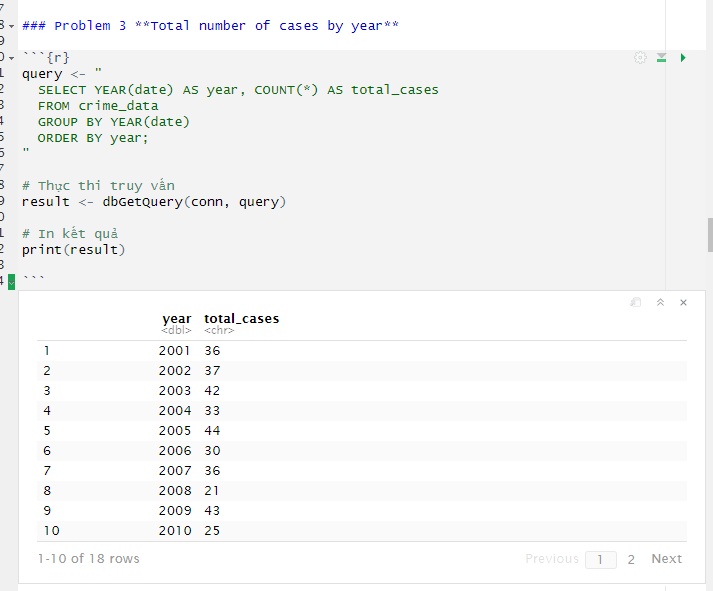 ### Problem 3 **Total number of cases by year**
```{r}
query <- "
SELECT YEAR(date) AS year, COUNT(*) AS total_cases
FROM crime_data
GROUP BY YEAR(date)
ORDER BY year;
"
# Thực thi truy vấn
result <- dbGetQuery(conn, query)
# In kết quả
print(result)
```
year total_cases
<dbl> <chr>
1 2001 36
2 2002 37
3 2003 42
4 2004 33
5 2005 44
6 2006 30
7 2007 36
8 2008 21
9 2009 43
10 2010 25
1-10 of 18 rows Previous 1 2 Next